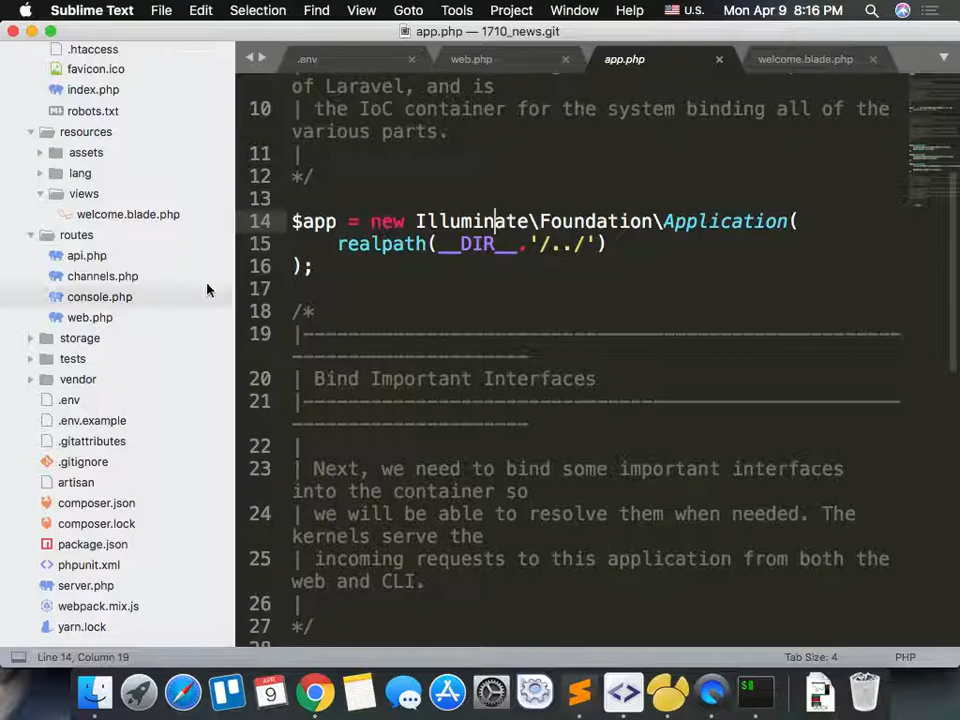 Sublime Text File Edit Selection Find View Goto Tools Project Window Help U.S. Mon Apr 9 8:16 PM
app.php — 1710_news.git
.env × web.php × app.php × welcome.blade.php ×
.htaccess
favicon.ico
index.php
robots.txt
resources
assets
lang
views
welcome.blade.php
routes
api.php
channels.php
console.php
web.php
storage
tests
vendor
.env
.env.example
.gitattributes
.gitignore
artisan
composer.json
composer.lock
package.json
phpunit.xml
server.php
webpack.mix.js
yarn.lock
of Laravel, and is
10 | the IoC container for the system binding all of the
various parts.
11 |
12 */
13
14 $app = new Illuminate\Foundation\Application(
15 realpath(__DIR__.'/../')
16 );
17
18 /*
19 |--------------------------------------------------------------------------
20 | Bind Important Interfaces
21 |--------------------------------------------------------------------------
22 |
23 | Next, we need to bind some important interfaces
into the container so
24 | we will be able to resolve them when needed. The
kernels serve the
25 | incoming requests to this application from both the
web and CLI.
26 |
27 */
Line 14, Column 19 Tab Size: 4 PHP